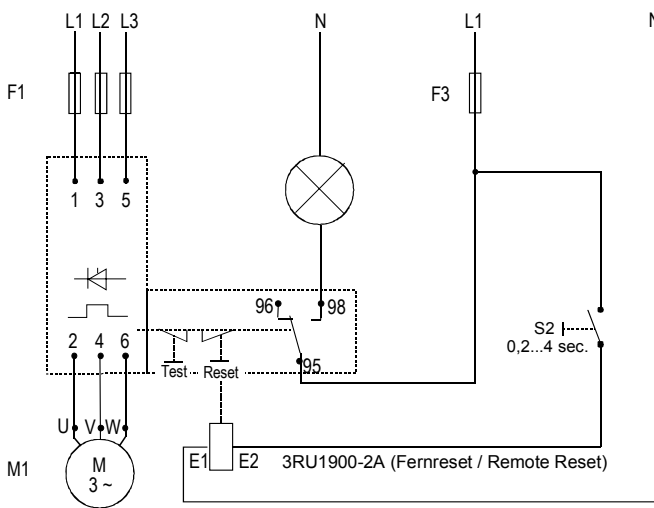 L1 L2 L3 N L1 N
F1 F3
1 3 5
96 98
2 4 6
S2
0,2...4 sec.
Test Reset 95
U V W
E1 E2 3RU1900-2A (Fernreset / Remote Reset)
M1 M
3 ~